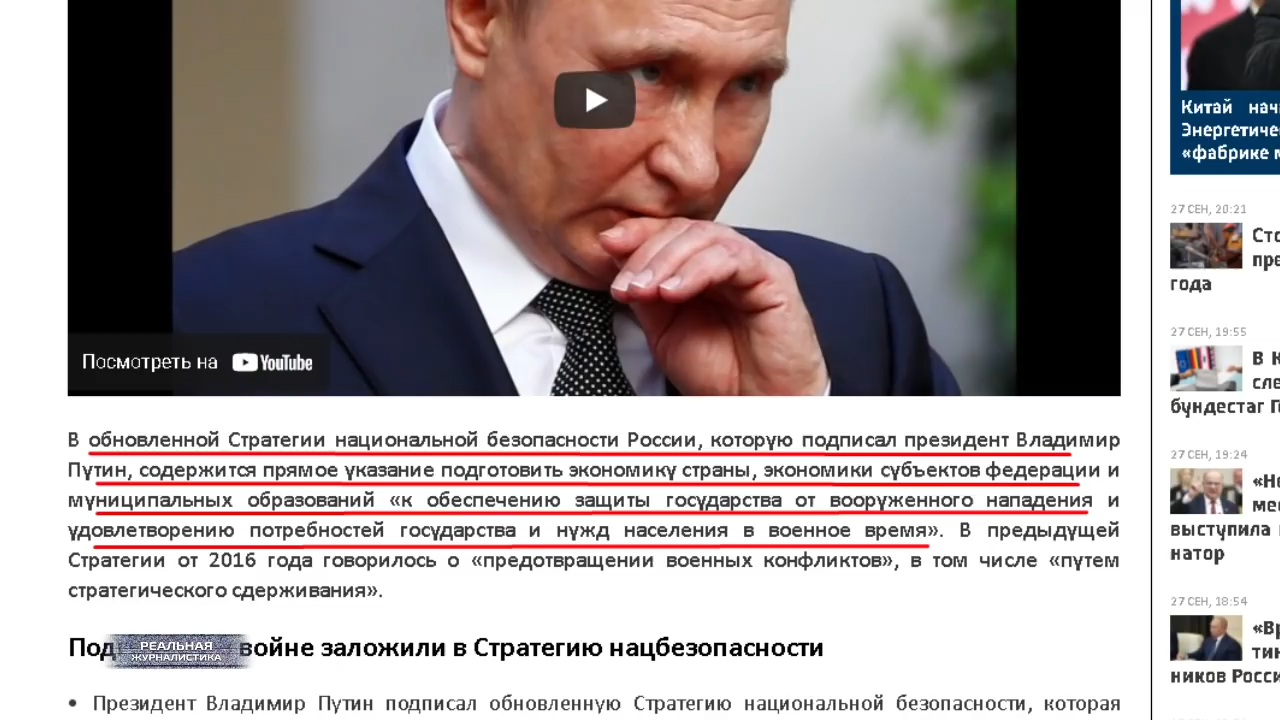 Посмотреть на YouTube
В обновленной Стратегии национальной безопасности России, которую подписал президент Владимир
Путин, содержится прямое указание подготовить экономику страны, экономики субъектов федерации и
муниципальных образований «к обеспечению защиты государства от вооруженного нападения и
удовлетворению потребностей государства и нужд населения в военное время». В предыдущей
Стратегии от 2016 года говорилось о «предотвращении военных конфликтов», в том числе «путем
стратегического сдерживания».
войне заложили в Стратегию нацбезопасности
РЕАЛЬНАЯ
ЖУРНАЛИСТИКА
• Президент Владимир Путин подписал обновленную Стратегию национальной безопасности, которая
Китай
«фабрике
27 СЕН, 20:21
года
27 СЕН, 19:55
В
бундестаг
27 СЕН, 19:24
выступила
натор
27 СЕН, 18:54